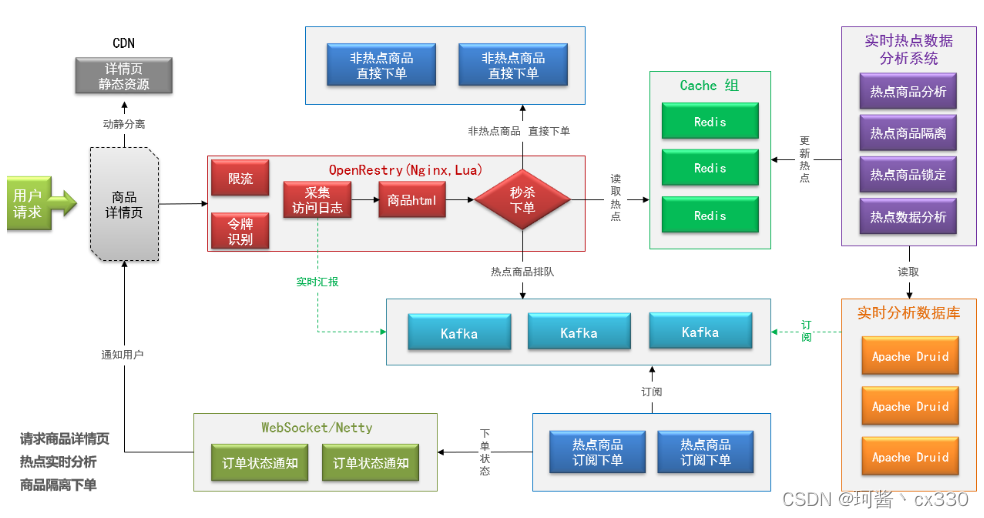 CDN
详情页
静态资源
动静分离
用户
请求
商品
详情页
非热点商品
直接下单
非热点商品
直接下单
非热点商品 直接下单
OpenRestry(Nginx,Lua)
限流
令牌
识别
采集
访问日志
商品html
秒杀
下单
读取热点
Cache 组
Redis
Redis
Redis
更新热点
实时热点数据
分析系统
热点商品分析
热点商品隔离
热点商品锁定
热点数据分析
读取
实时汇报
热点商品排队
Kafka
Kafka
Kafka
订阅
实时分析数据库
Apache Druid
Apache Druid
Apache Druid
订阅
热点商品
订阅下单
热点商品
订阅下单
下单状态
WebSocket/Netty
订单状态通知
订单状态通知
通知用户
请求商品详情页
热点实时分析
商品隔离下单
CSDN @珂酱丶cx330